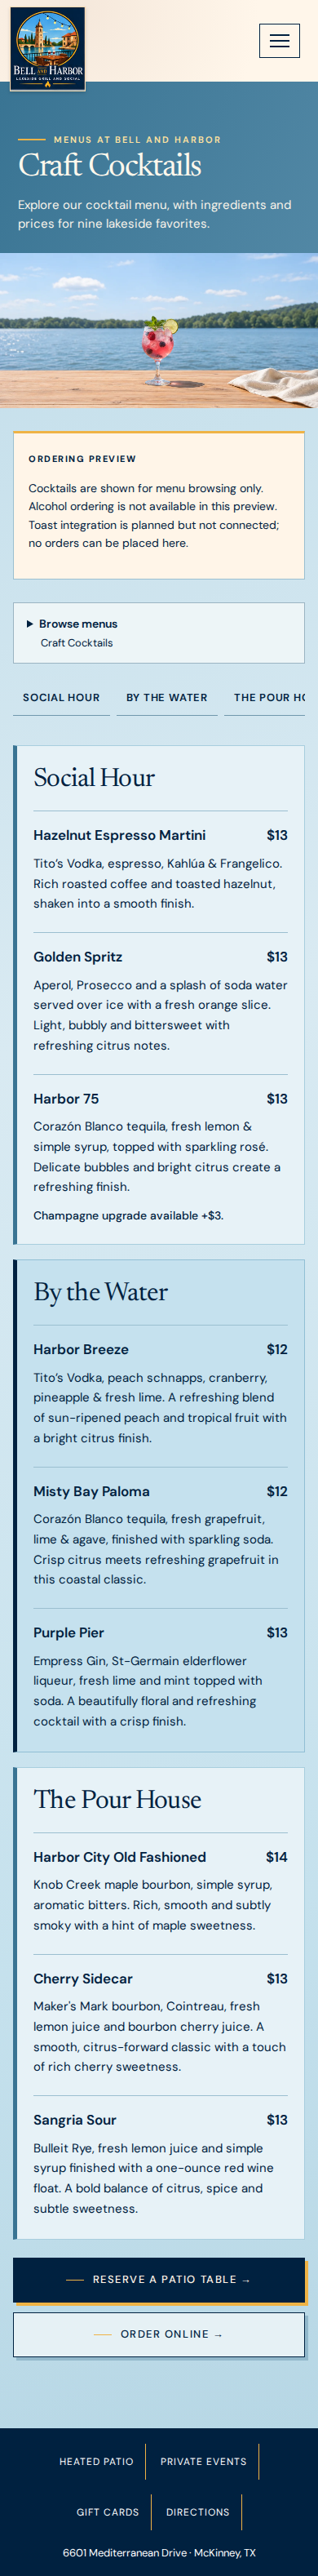 BELL AND HARBOR
LAKESIDE GRILL AND SOCIAL
MENUS AT BELL AND HARBOR
Craft Cocktails
Explore our cocktail menu, with ingredients and
prices for nine lakeside favorites.
ORDERING PREVIEW
Cocktails are shown for menu browsing only.
Alcohol ordering is not available in this preview.
Toast integration is planned but not connected;
no orders can be placed here.
▶ Browse menus
Craft Cocktails
SOCIAL HOUR BY THE WATER THE POUR HO
Social Hour
Hazelnut Espresso Martini $13
Tito's Vodka, espresso, Kahlúa & Frangelico.
Rich roasted coffee and toasted hazelnut,
shaken into a smooth finish.
Golden Spritz $13
Aperol, Prosecco and a splash of soda water
served over ice with a fresh orange slice.
Light, bubbly and bittersweet with
refreshing citrus notes.
Harbor 75 $13
Corazón Blanco tequila, fresh lemon &
simple syrup, topped with sparkling rosé.
Delicate bubbles and bright citrus create a
refreshing finish.
Champagne upgrade available +$3.
By the Water
Harbor Breeze $12
Tito's Vodka, peach schnapps, cranberry,
pineapple & fresh lime. A refreshing blend
of sun-ripened peach and tropical fruit with
a bright citrus finish.
Misty Bay Paloma $12
Corazón Blanco tequila, fresh grapefruit,
lime & agave, finished with sparkling soda.
Crisp citrus meets refreshing grapefruit in
this coastal classic.
Purple Pier $13
Empress Gin, St-Germain elderflower
liqueur, fresh lime and mint topped with
soda. A beautifully floral and refreshing
cocktail with a crisp finish.
The Pour House
Harbor City Old Fashioned $14
Knob Creek maple bourbon, simple syrup,
aromatic bitters. Rich, smooth and subtly
smoky with a hint of maple sweetness.
Cherry Sidecar $13
Maker's Mark bourbon, Cointreau, fresh
lemon juice and bourbon cherry juice. A
smooth, citrus-forward classic with a touch
of rich cherry sweetness.
Sangria Sour $13
Bulleit Rye, fresh lemon juice and simple
syrup finished with a one-ounce red wine
float. A bold balance of citrus, spice and
subtle sweetness.
RESERVE A PATIO TABLE →
ORDER ONLINE →
HEATED PATIO PRIVATE EVENTS
GIFT CARDS DIRECTIONS
6601 Mediterranean Drive · McKinney, TX